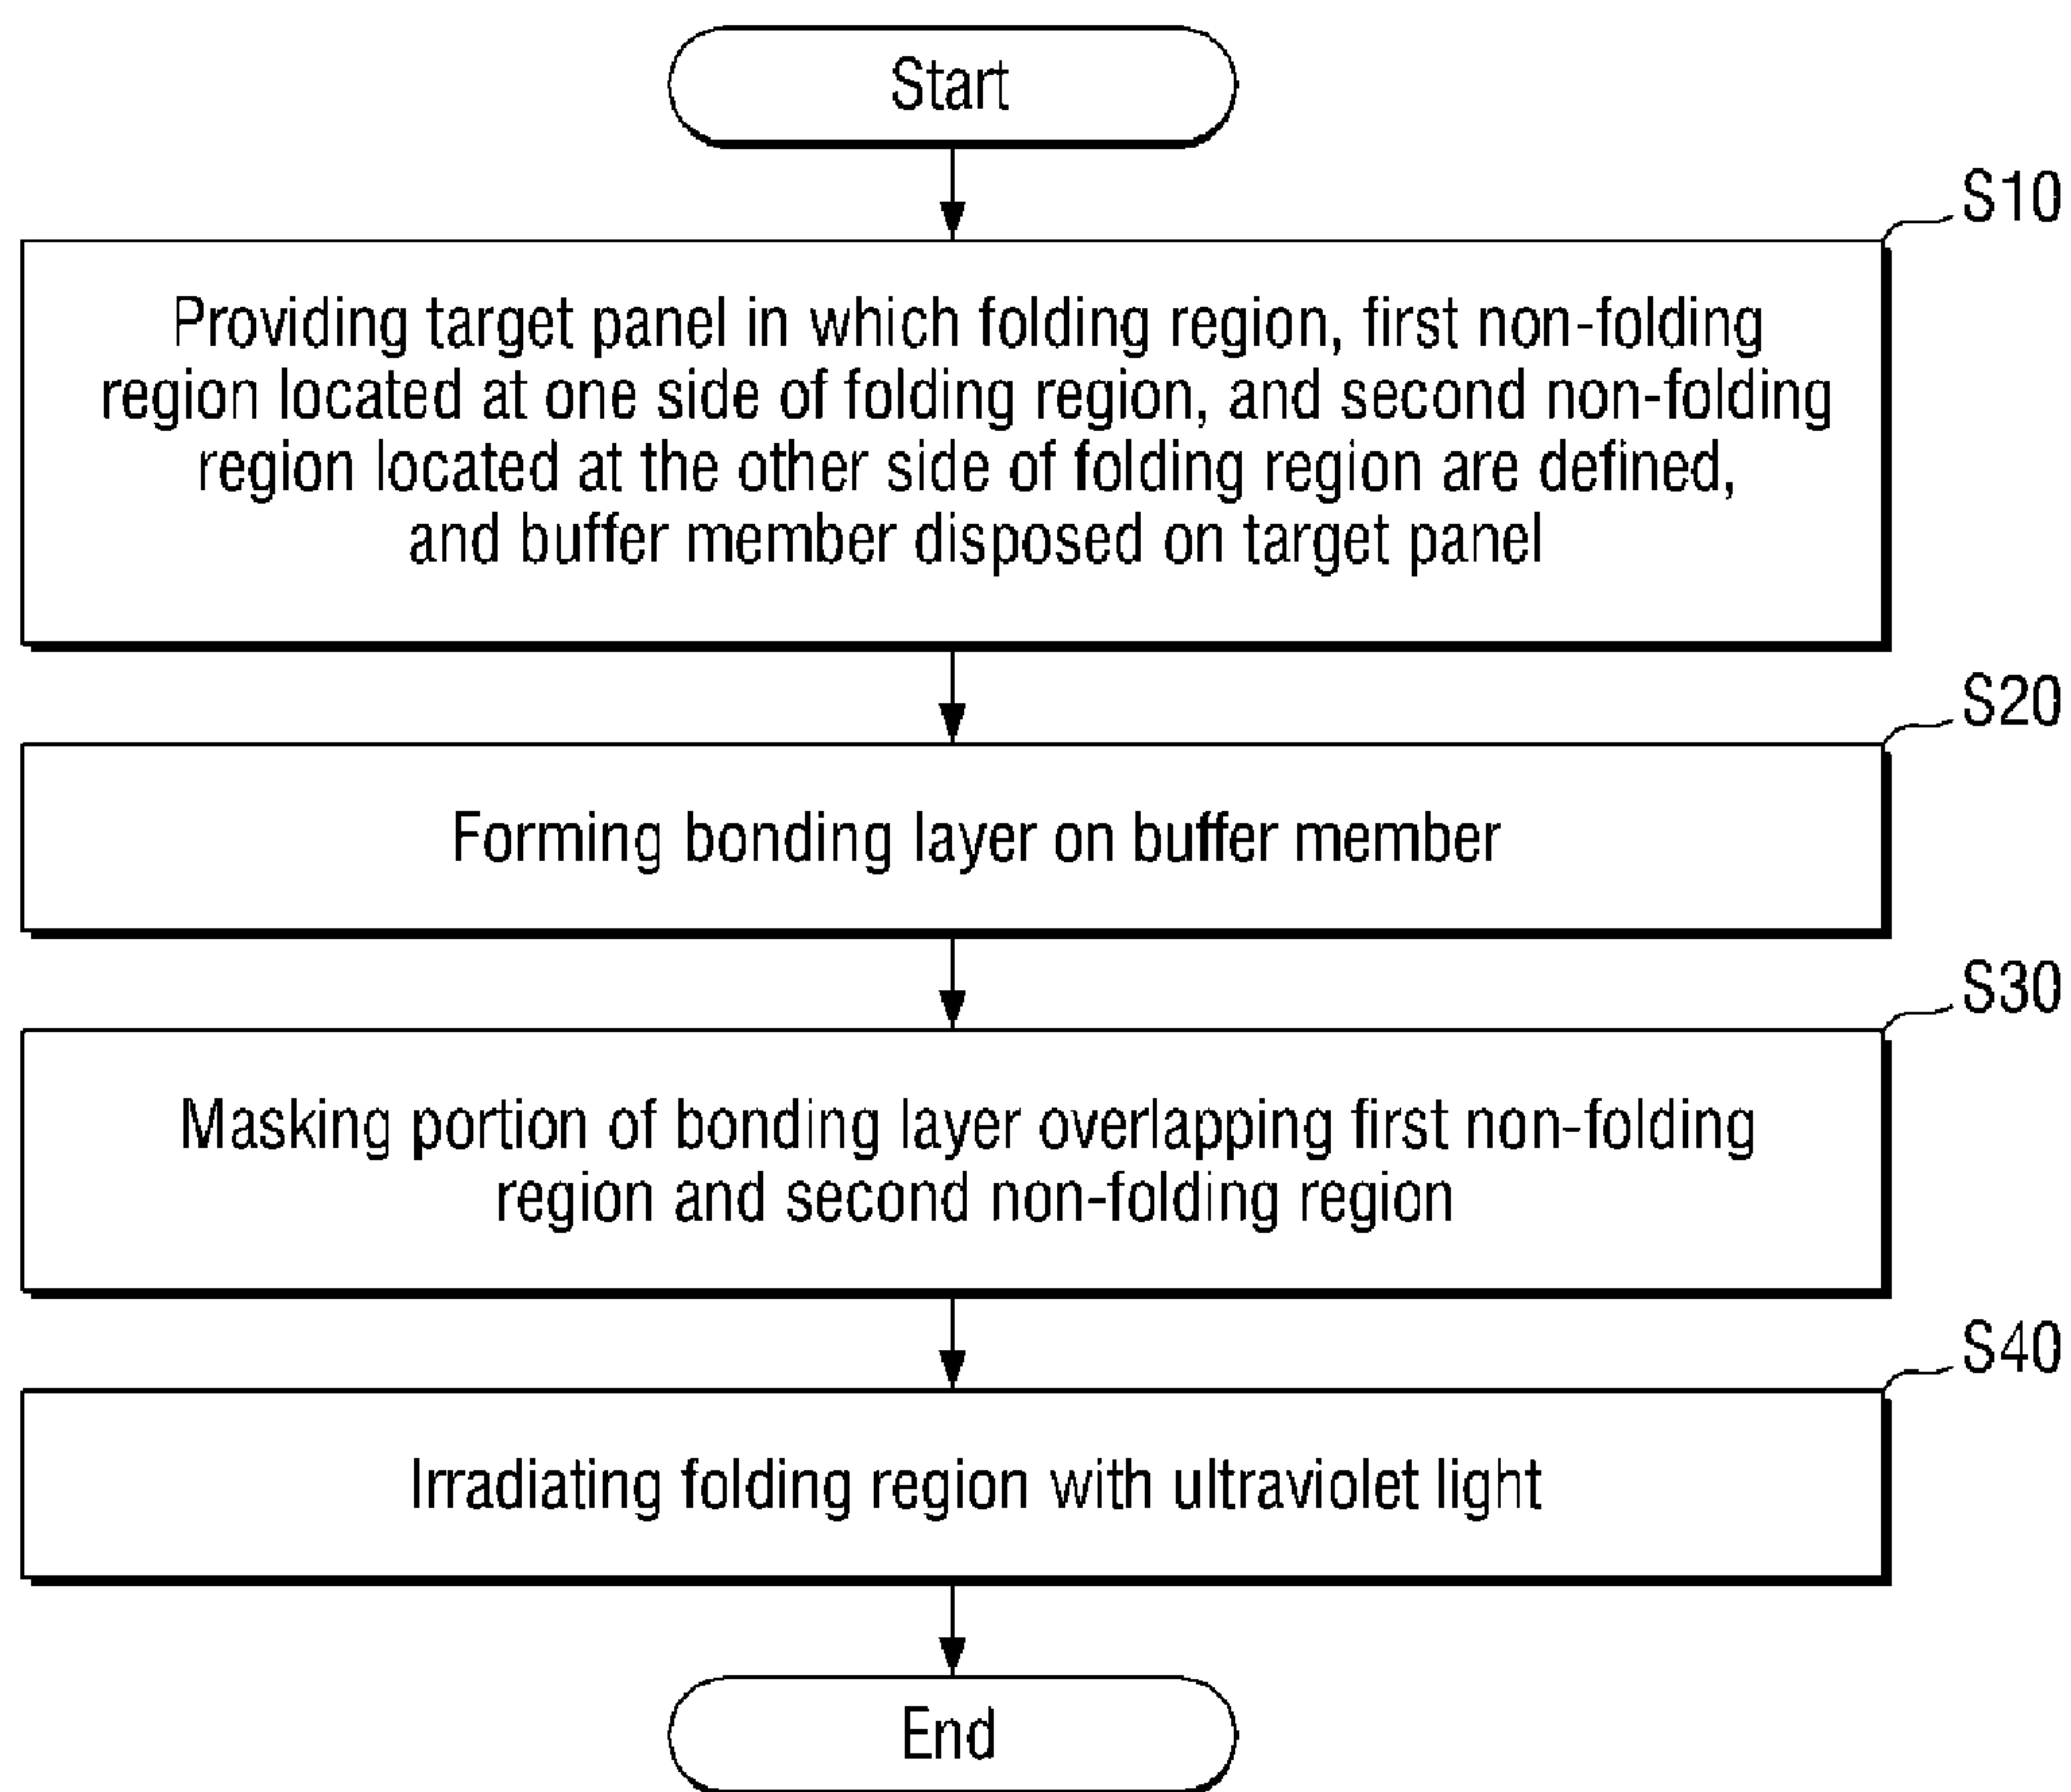 Start
S10
Providing target panel in which folding region, first non-folding
region located at one side of folding region, and second non-folding
region located at the other side of folding region are defined,
and buffer member disposed on target panel
S20
Forming bonding layer on buffer member
S30
Masking portion of bonding layer overlapping first non-folding
region and second non-folding region
S40
Irradiating folding region with ultraviolet light
End